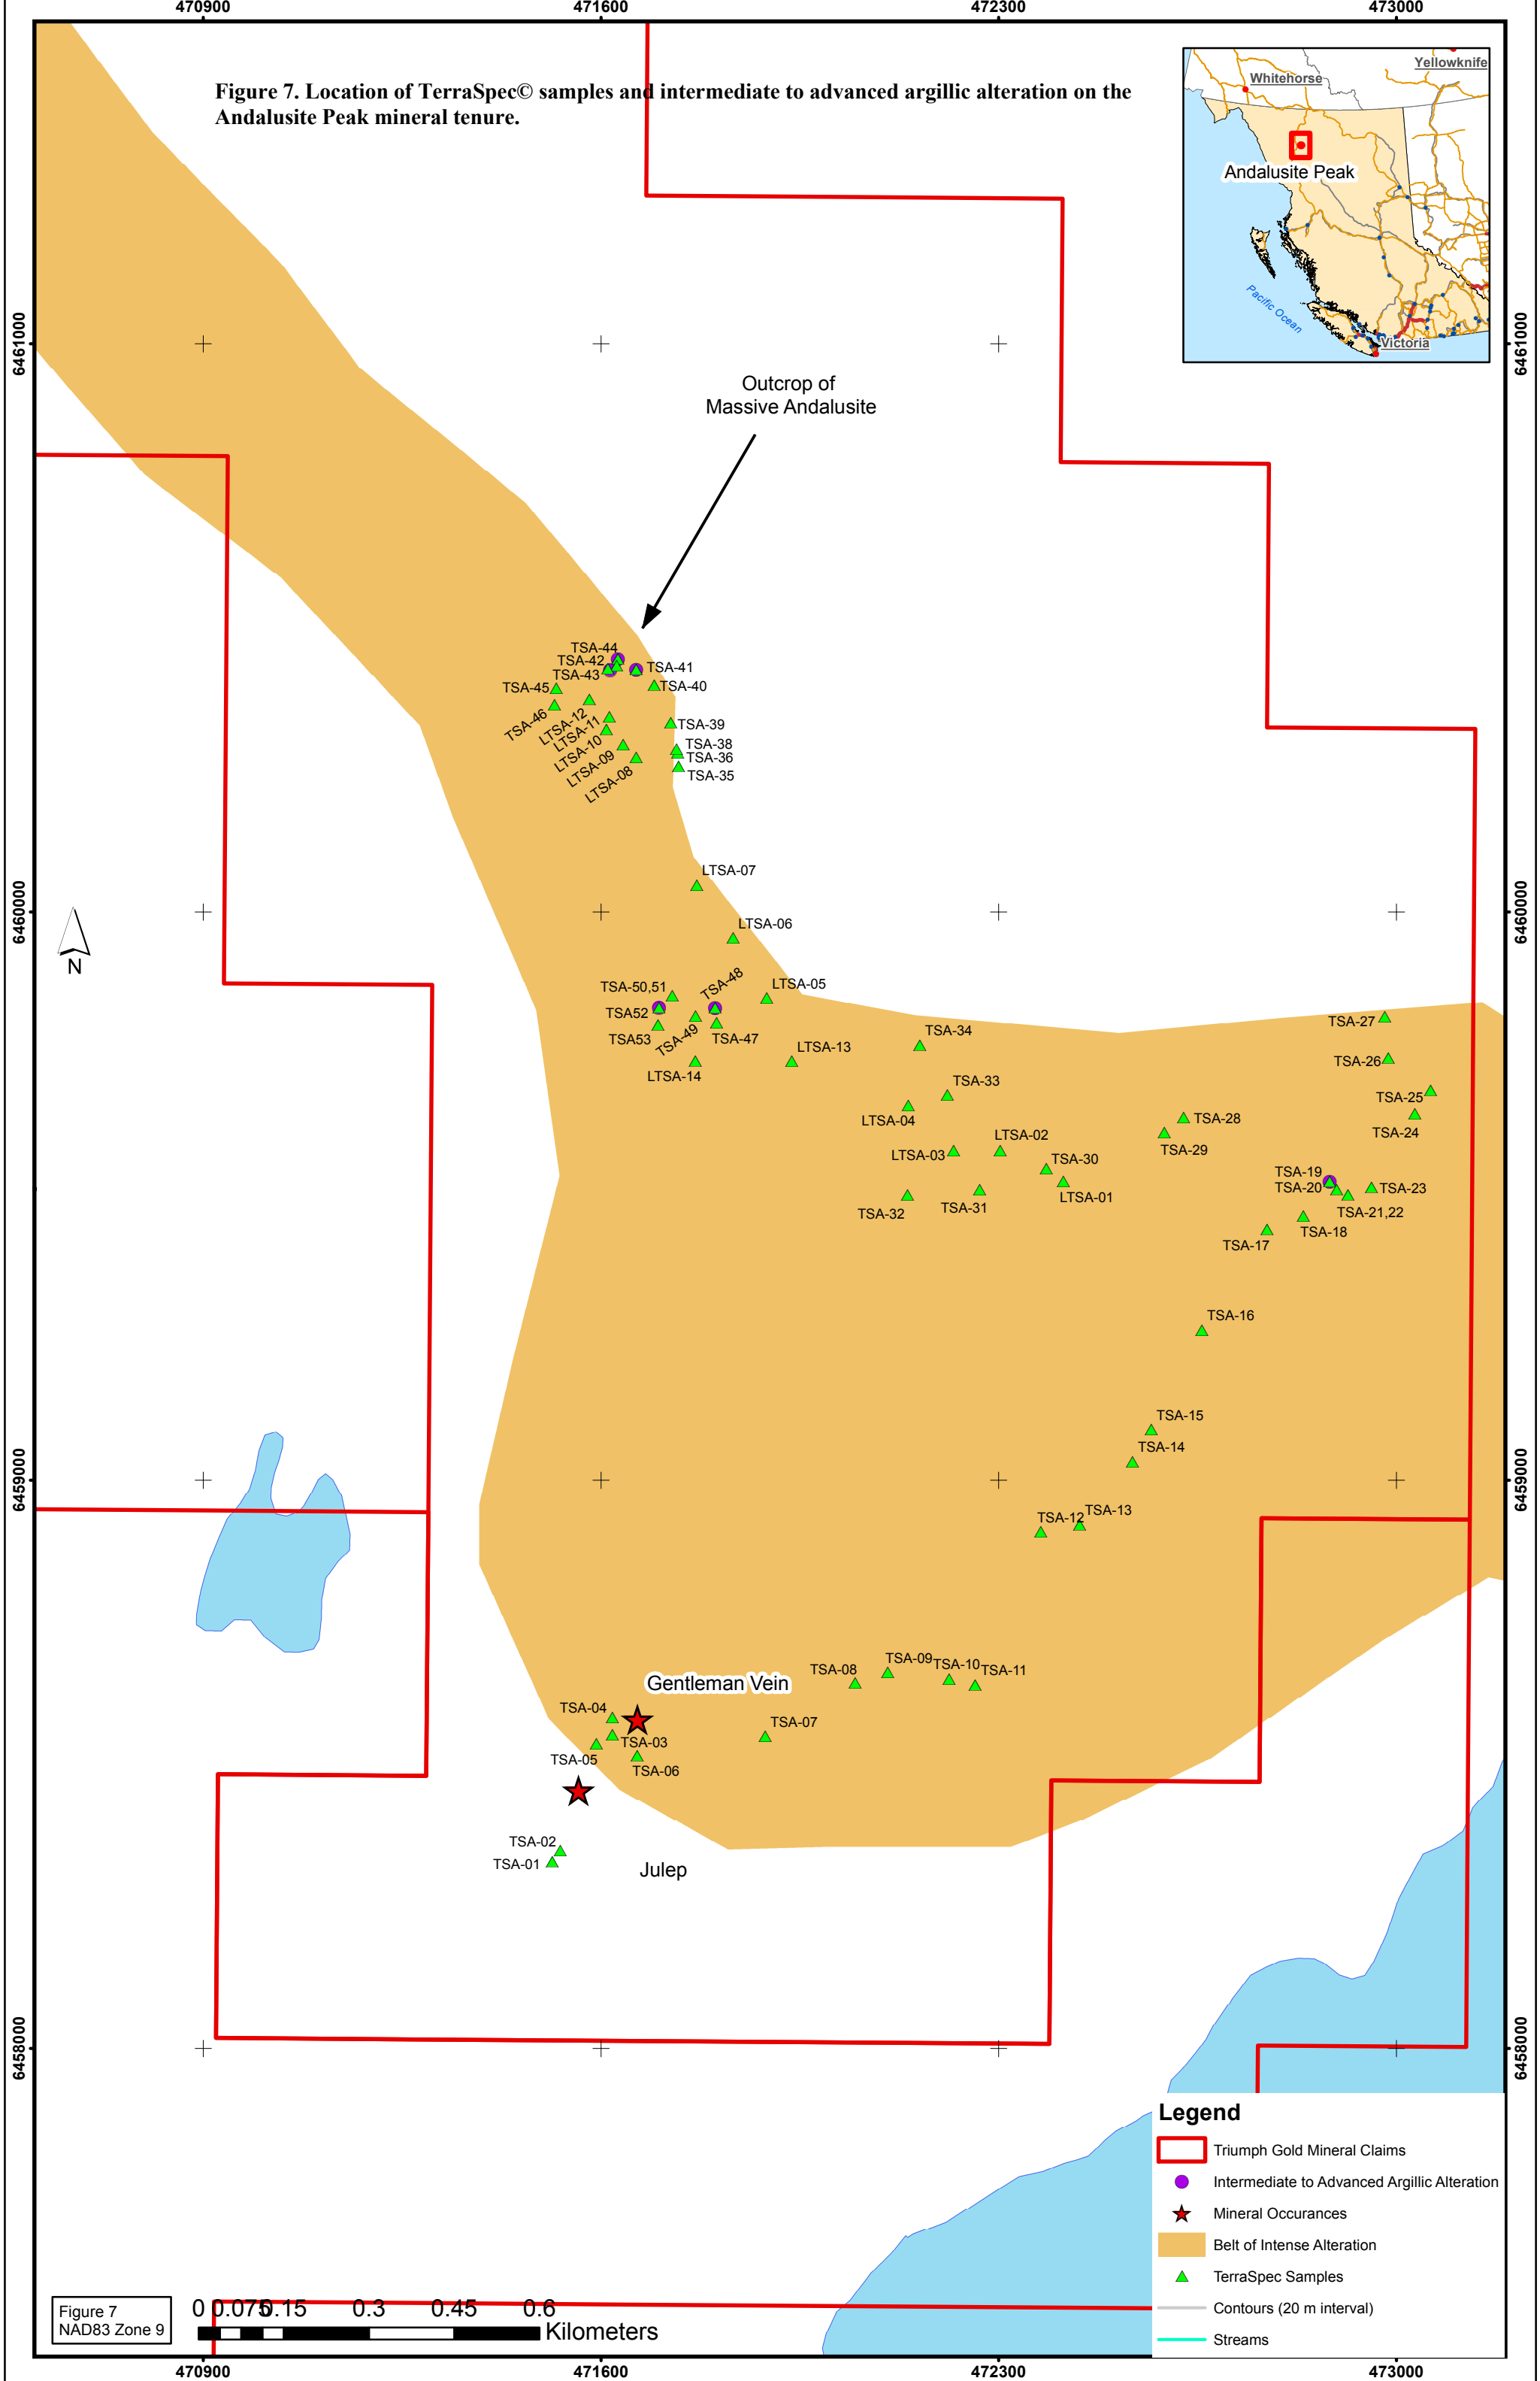 470900
471600
472300
473000
Figure 7. Location of TerraSpec© samples and intermediate to advanced argillic alteration on the
Andalusite Peak mineral tenure.
Yellowknife
Whitehorse
Andalusite Peak
Pacific Ocean
Victoria
6461000
6461000
Outcrop of
Massive Andalusite
TSA-44
TSA-42
TSA-43
TSA-41
TSA-45
TSA-40
TSA-46
LTSA-12
LTSA-11
LTSA-10
LTSA-09
LTSA-08
TSA-39
TSA-38
TSA-36
TSA-35
LTSA-07
6460000
6460000
LTSA-06
N
TSA-50,51
TSA-48
LTSA-05
TSA52
TSA53
TSA-49
TSA-47
LTSA-14
LTSA-13
TSA-34
TSA-27
TSA-26
TSA-33
TSA-25
LTSA-04
TSA-28
TSA-24
LTSA-03
LTSA-02
TSA-29
TSA-30
TSA-19
TSA-20
TSA-23
LTSA-01
TSA-32
TSA-31
TSA-21,22
TSA-18
TSA-17
TSA-16
TSA-15
TSA-14
6459000
6459000
TSA-12
TSA-13
TSA-09
TSA-08
TSA-10
TSA-11
Gentleman Vein
TSA-04
TSA-07
TSA-03
TSA-05
TSA-06
TSA-02
TSA-01
Julep
6458000
6458000
Legend
Triumph Gold Mineral Claims
Intermediate to Advanced Argillic Alteration
Mineral Occurances
Belt of Intense Alteration
TerraSpec Samples
Contours (20 m interval)
Streams
Figure 7
NAD83 Zone 9
0 0.075 0.15 0.3 0.45 0.6
Kilometers
470900
471600
472300
473000